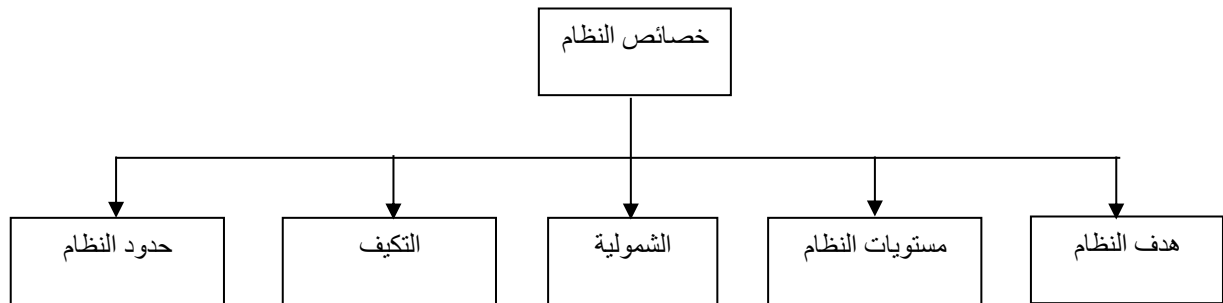 خصائص النظام
هدف النظام
مستويات النظام
الشمولية
التكيف
حدود النظام